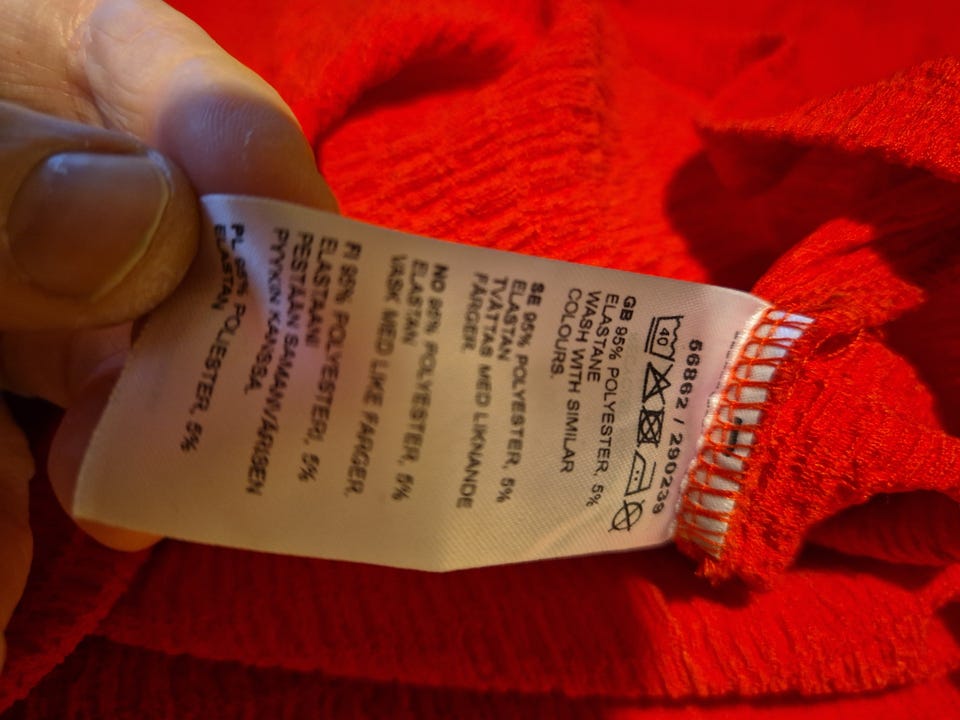 56862 / 290239
40
GB 95% POLYESTER, 5%
ELASTANE
WASH WITH SIMILAR
COLOURS.
SE 95% POLYESTER, 5%
ELASTAN
TVÄTTAS MED LIKNANDE
FÄRGER.
NO 95% POLYESTER, 5%
ELASTAN
VASK MED LIKE FARGER.
FI 95% POLYESTERI, 5%
ELASTAANI
PESTÄÄN SAMANVÄRISEN
PYYKIN KANSSA.
PL 95% POLIESTER, 5%
ELASTAN